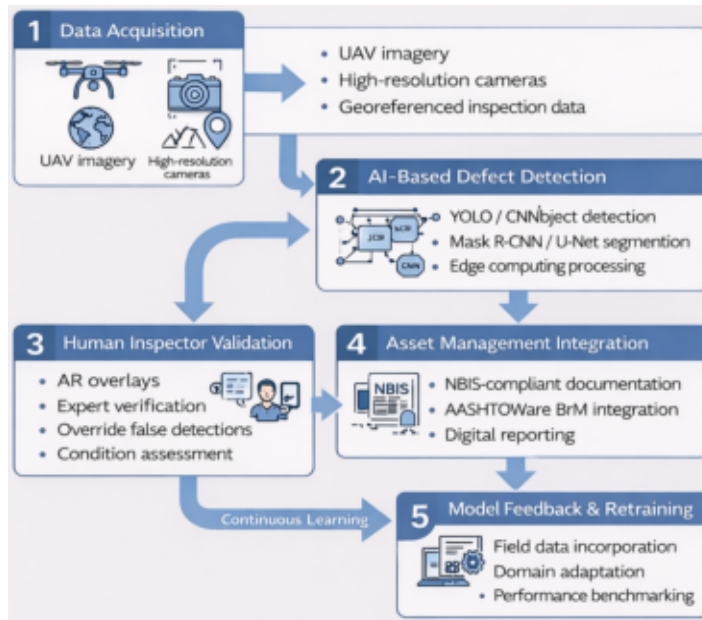 1 Data Acquisition
UAV imagery
High-resolution
cameras
• UAV imagery
• High-resolution cameras
• Georeferenced inspection data
2 AI-Based Defect Detection
CNN
YOLO / CNNbject detection
• Mask R-CNN / U-Net segmention
• Edge computing processing
3 Human Inspector Validation
• AR overlays
• Expert verification
• Override false detections
• Condition assessment
4 Asset Management Integration
NBIS
• NBIS-compliant documentation
• AASHTOWare BrM integration
• Digital reporting
Continuous Learning
5 Model Feedback & Retraining
Field data incorporation
Domain adaptation
• Performance benchmarking